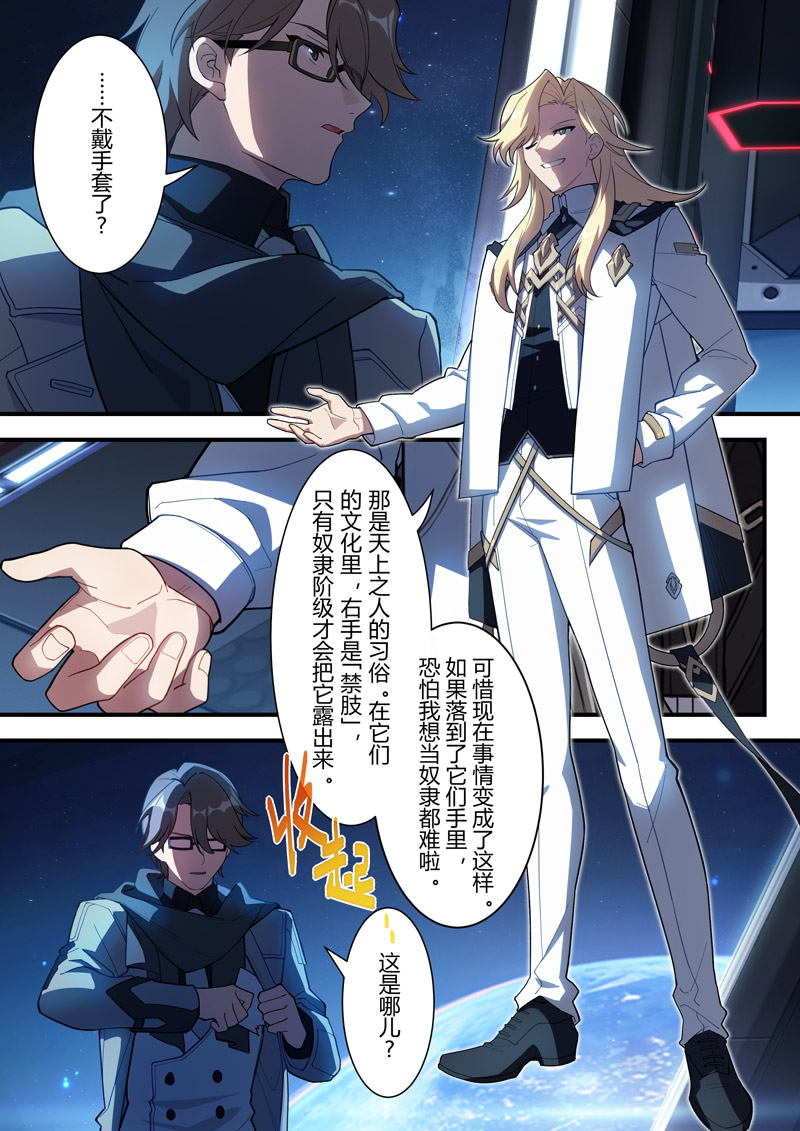 ……不戴手套了？
那是天上之人的习俗。在它们
的文化里，右手是「禁肢」，
只有奴隶阶级才会把它露出来。
可惜现在事情变成了这样。
如果落到了它们手里，
恐怕我想当奴隶都难啦。
收起
这是哪儿？